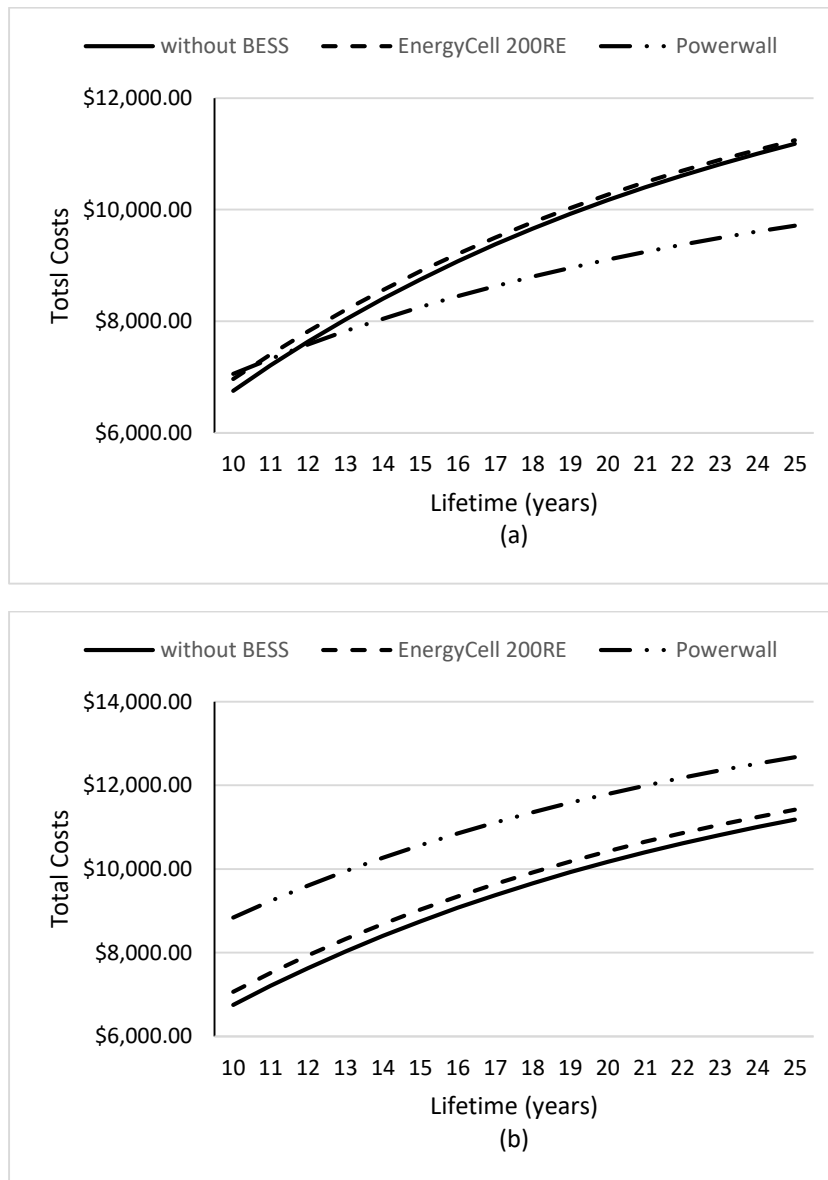 without BESS EnergyCell 200RE Powerwall
$12,000.00
$10,000.00
$8,000.00
$6,000.00
Totsl Costs
10 11 12 13 14 15 16 17 18 19 20 21 22 23 24 25
Lifetime (years)
(a)
without BESS EnergyCell 200RE Powerwall
$14,000.00
$12,000.00
$10,000.00
$8,000.00
$6,000.00
Total Costs
10 11 12 13 14 15 16 17 18 19 20 21 22 23 24 25
Lifetime (years)
(b)